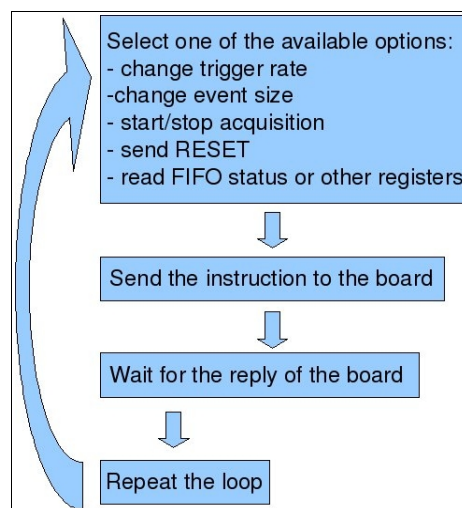 Select one of the available options:
- change trigger rate
-change event size
- start/stop acquisition
- send RESET
- read FIFO status or other registers
Send the instruction to the board
Wait for the reply of the board
Repeat the loop